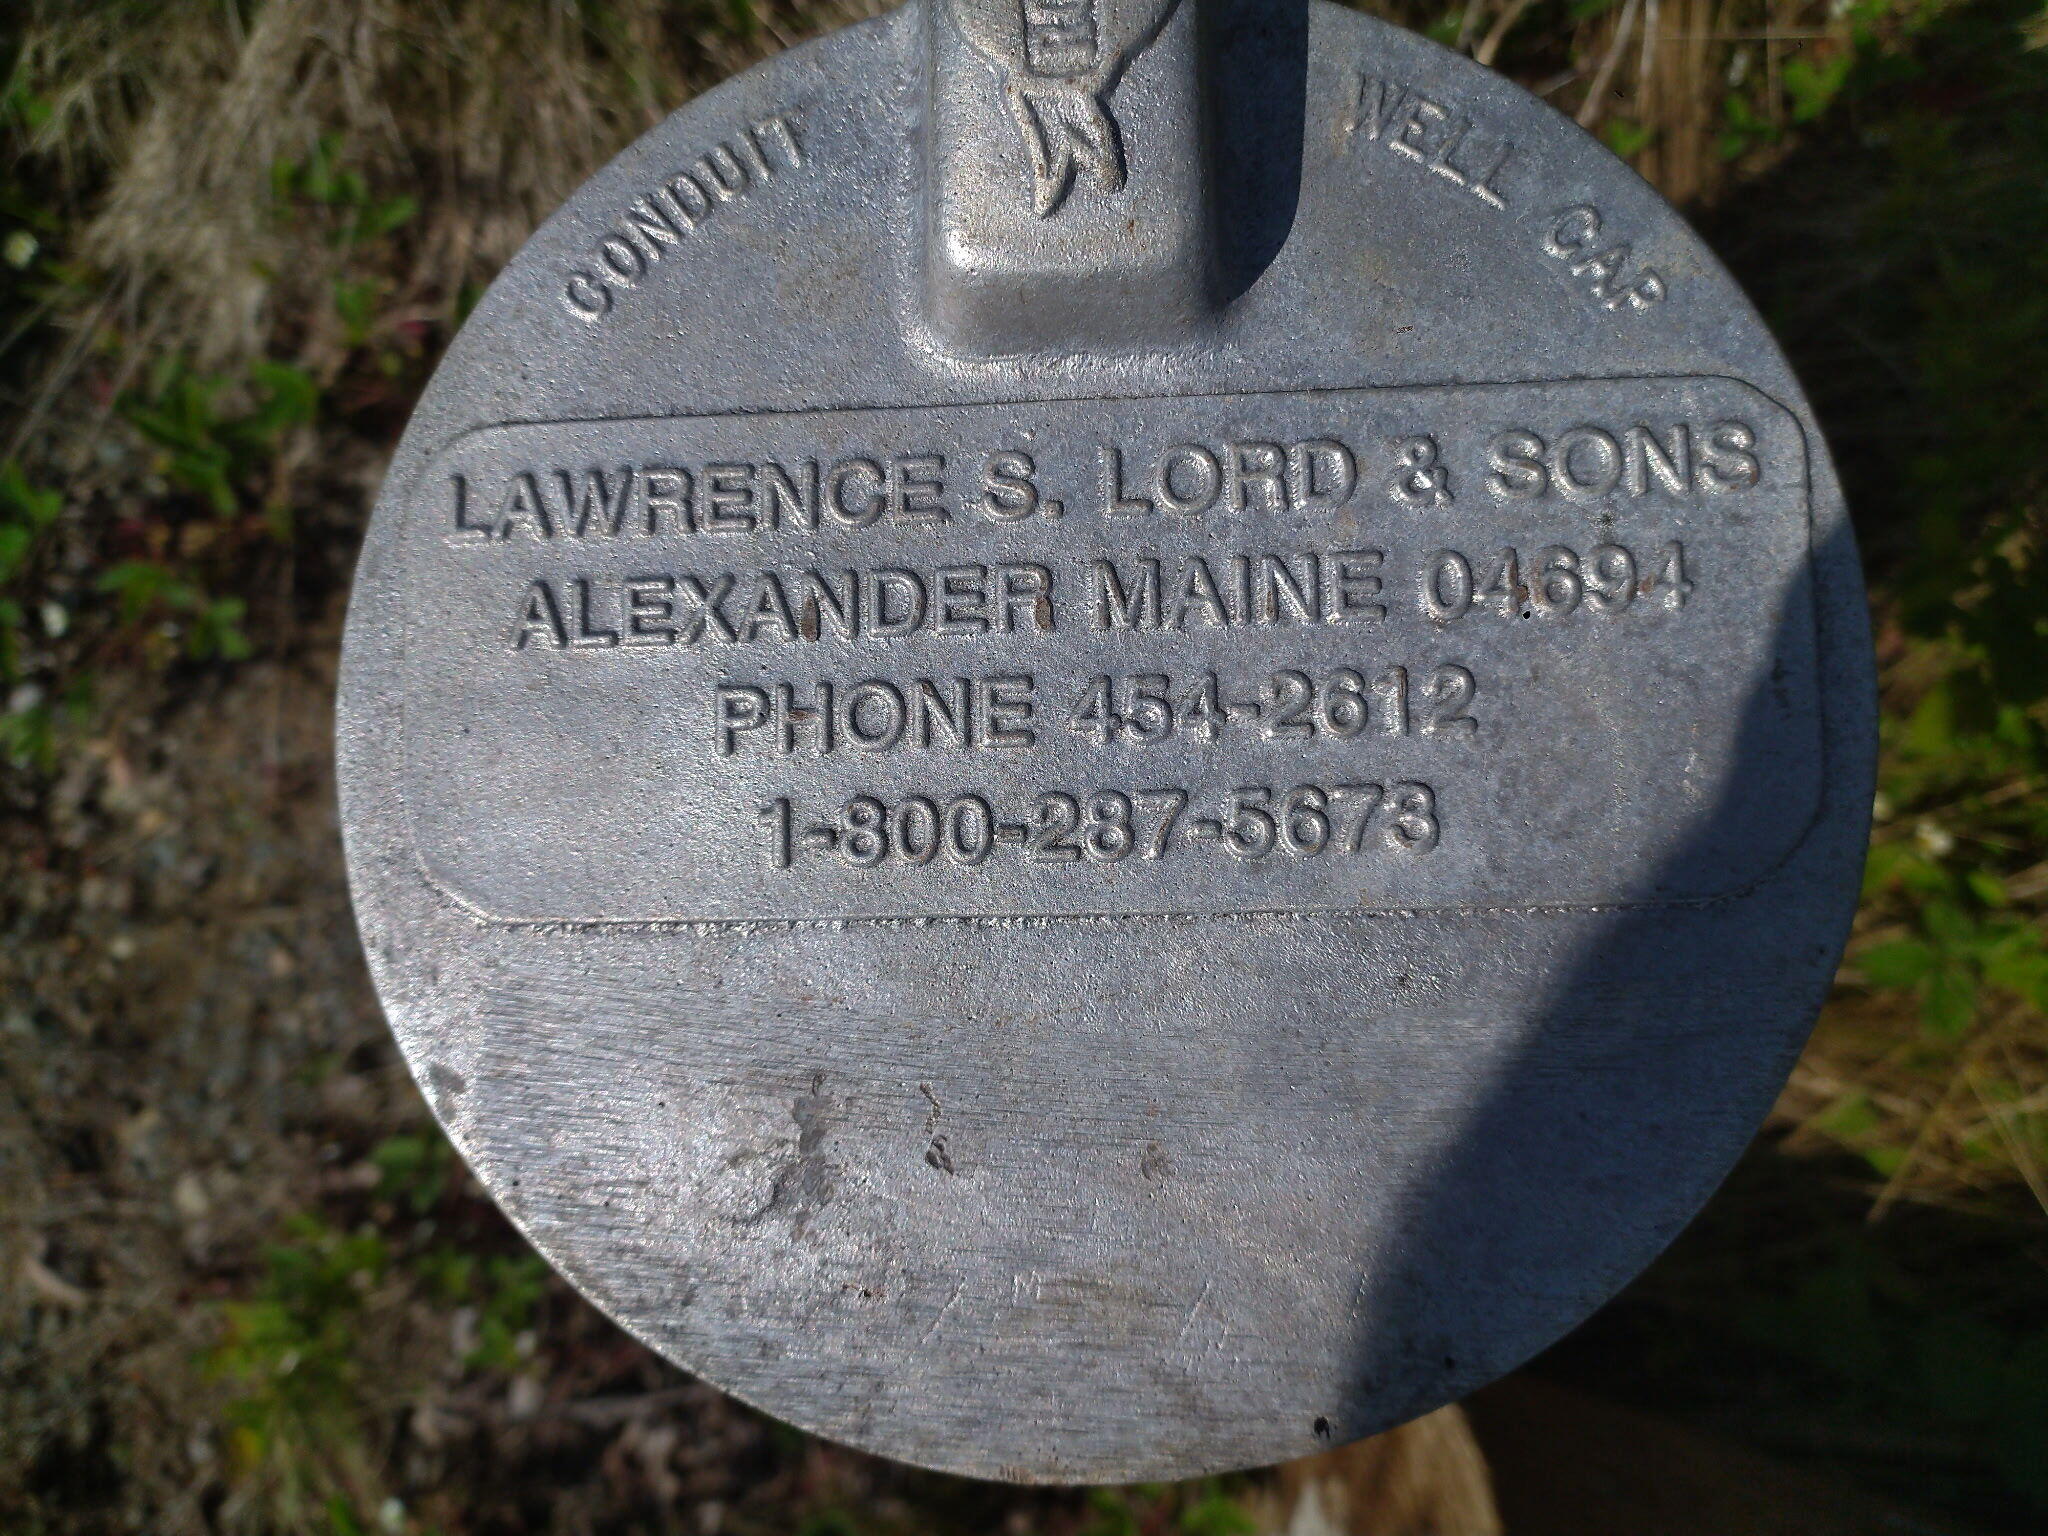 CONDUIT
WELL CAP
LAWRENCE S. LORD & SONS
ALEXANDER MAINE 04694
PHONE 454-2612
1-800-287-5673